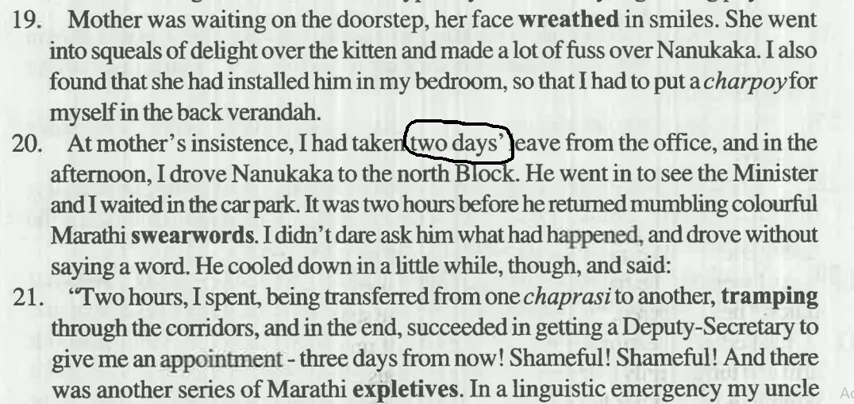 19. Mother was waiting on the doorstep, her face wreathed in smiles. She went
into squeals of delight over the kitten and made a lot of fuss over Nanukaka. I also
found that she had installed him in my bedroom, so that I had to put a charpoy for
myself in the back verandah.
20. At mother's insistence, I had taken two days' leave from the office, and in the
afternoon, I drove Nanukaka to the north Block. He went in to see the Minister
and I waited in the car park. It was two hours before he returned mumbling colourful
Marathi swearwords. I didn't dare ask him what had happened, and drove without
saying a word. He cooled down in a little while, though, and said:
21. “Two hours, I spent, being transferred from one chaprasi to another, tramping
through the corridors, and in the end, succeeded in getting a Deputy-Secretary to
give me an appointment - three days from now! Shameful! Shameful! And there
was another series of Marathi expletives. In a linguistic emergency my uncle